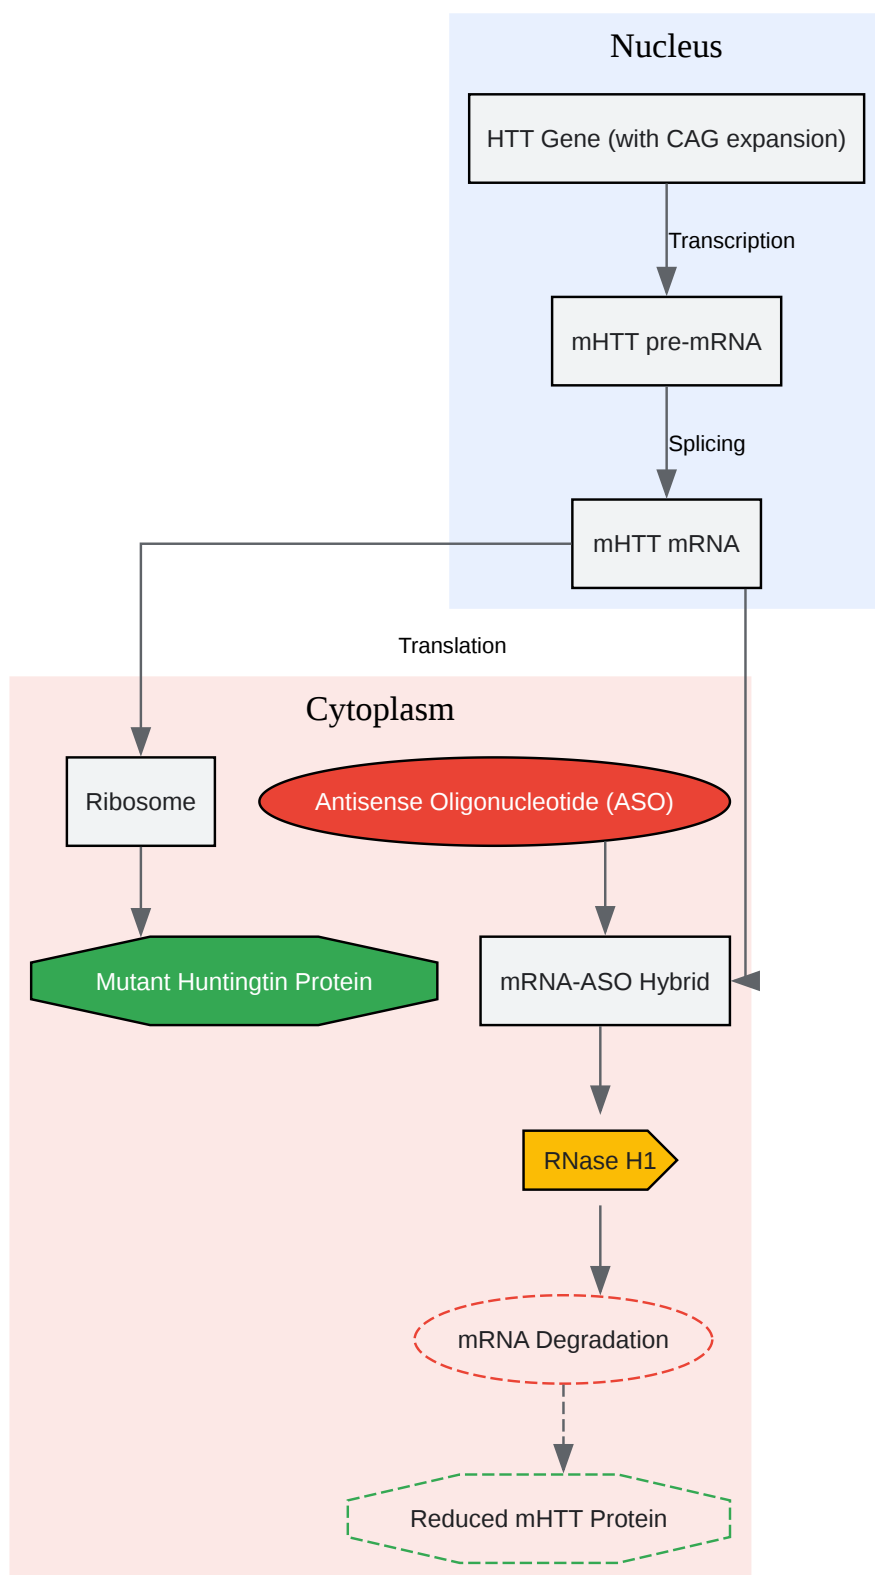 Nucleus
HTT Gene (with CAG expansion)
Transcription
mHTT pre-mRNA
Splicing
mHTT mRNA
Translation
Cytoplasm
Ribosome
Antisense Oligonucleotide (ASO)
Mutant Huntingtin Protein
mRNA-ASO Hybrid
RNase H1
mRNA Degradation
Reduced mHTT Protein